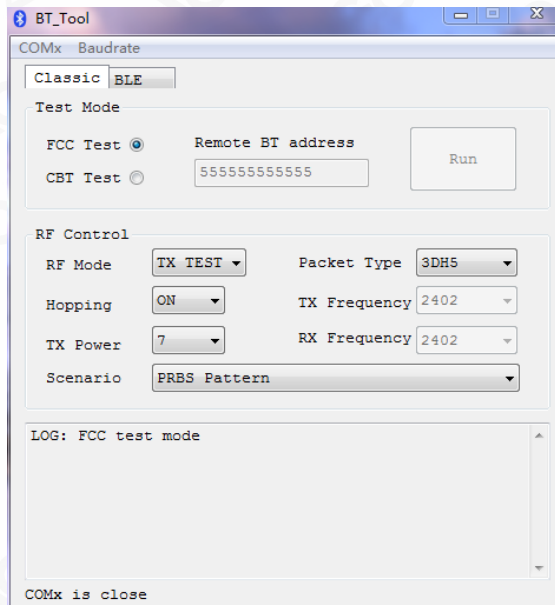 BT_Tool
COMx Baudrate
Classic BLE
Test Mode
FCC Test Remote BT address
CBT Test 555555555555 Run
RF Control
RF Mode TX TEST Packet Type 3DH5
Hopping ON TX Frequency 2402
TX Power 7 RX Frequency 2402
Scenario PRBS Pattern
LOG: FCC test mode
COMx is close